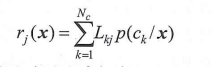 r_j(x) = \sum_{k=1}^{N_c} L_{kj} p(c_k/x)